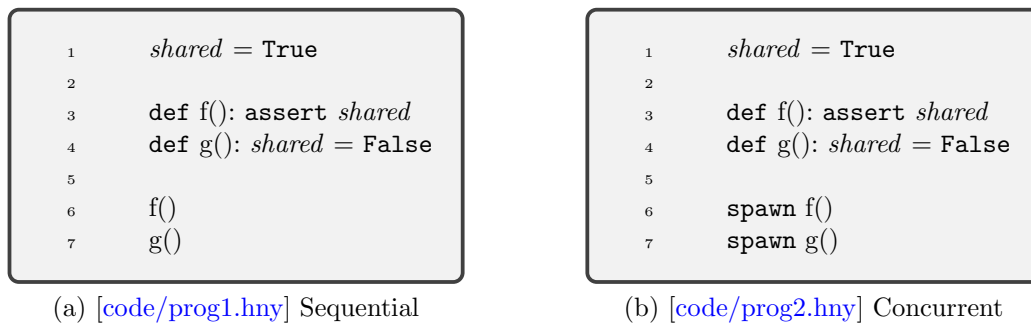 1 shared = True
2
3 def f(): assert shared
4 def g(): shared = False
5
6 f()
7 g()
(a) [code/prog1.hny] Sequential
1 shared = True
2
3 def f(): assert shared
4 def g(): shared = False
5
6 spawn f()
7 spawn g()
(b) [code/prog2.hny] Concurrent